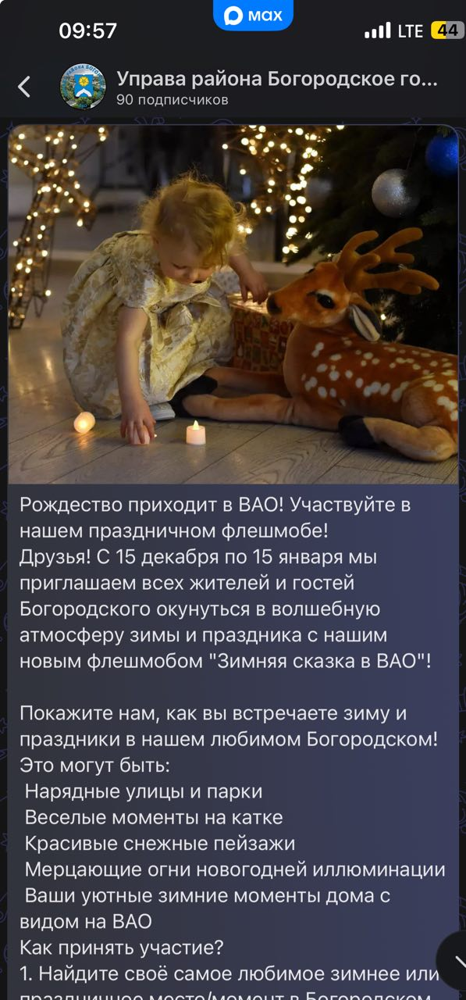 max
09:57
LTE 44
Управа района Богородское го...
90 подписчиков
Рождество приходит в ВАО! Участвуйте в
нашем праздничном флешмобе!
Друзья! С 15 декабря по 15 января мы
приглашаем всех жителей и гостей
Богородского окунуться в волшебную
атмосферу зимы и праздника с нашим
новым флешмобом "Зимняя сказка в ВАО"!
Покажите нам, как вы встречаете зиму и
праздники в нашем любимом Богородском!
Это могут быть:
Нарядные улицы и парки
Веселые моменты на катке
Красивые снежные пейзажи
Мерцающие огни новогодней иллюминации
Ваши уютные зимние моменты дома с
видом на ВАО
Как принять участие?
1. Найдите своё самое любимое зимнее или
праздничное место/момент в Богородском